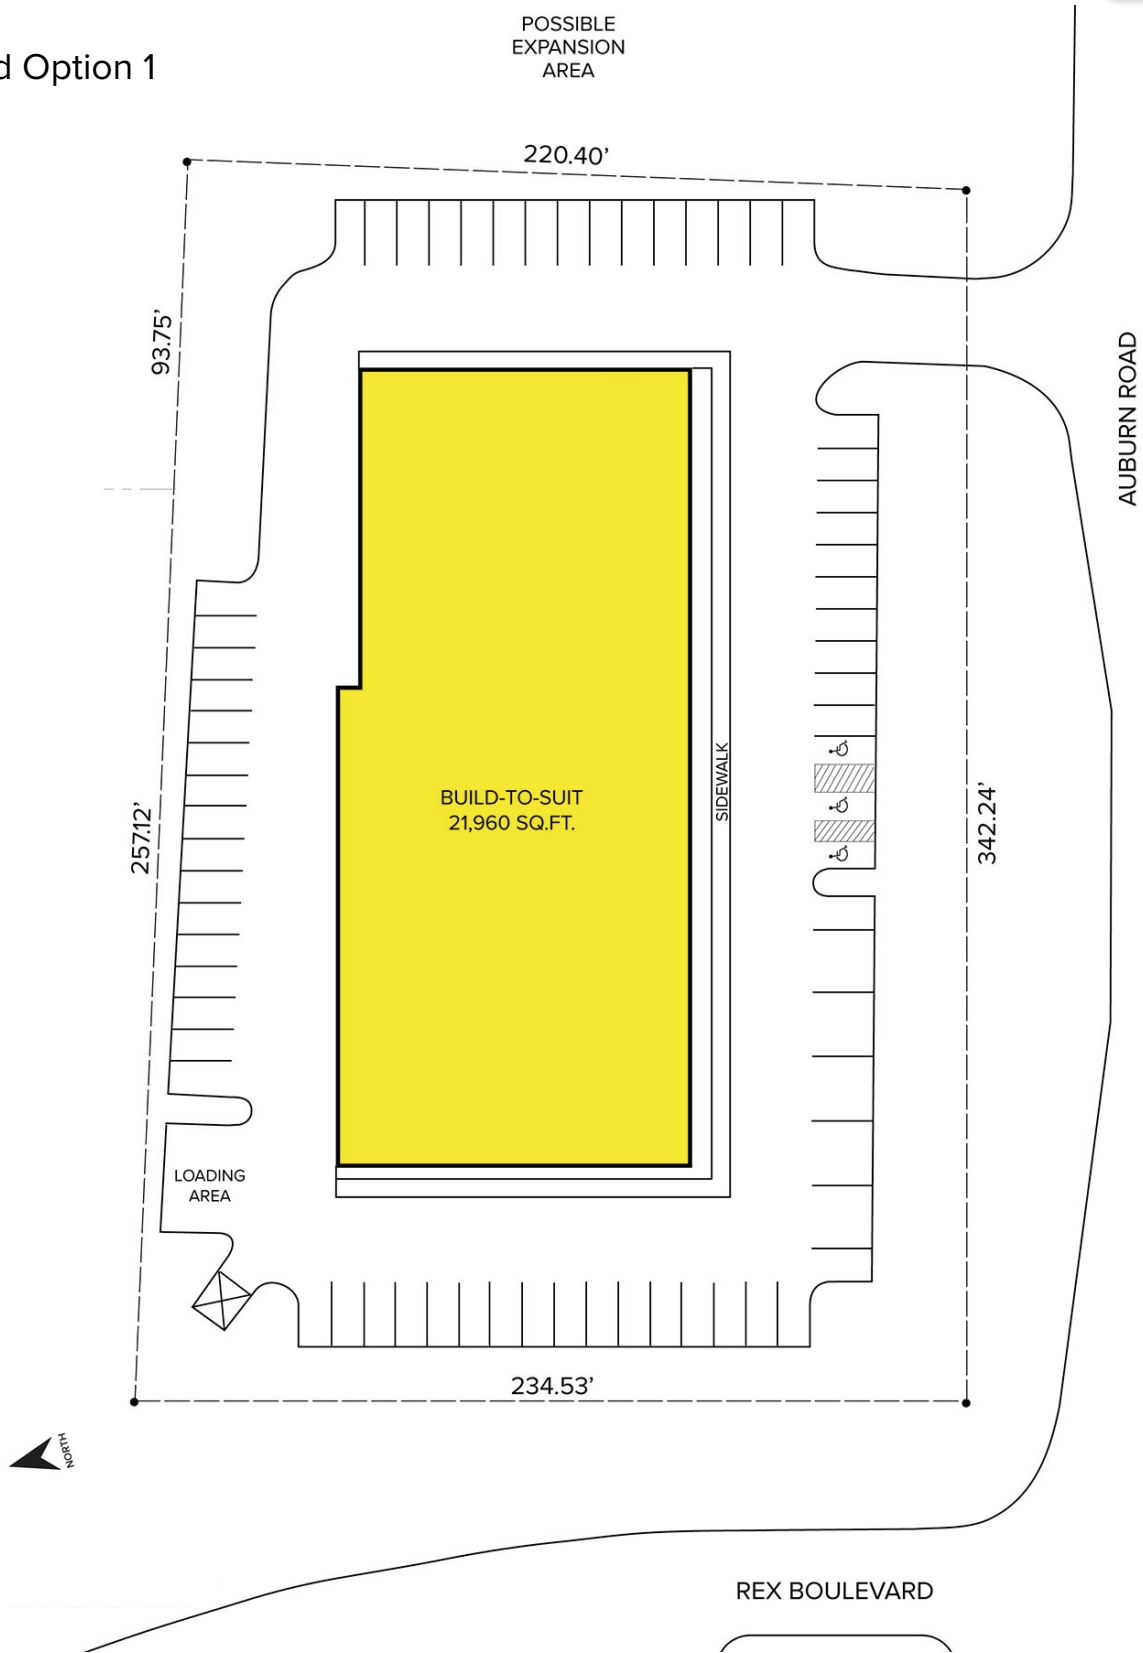 POSSIBLE
EXPANSION
AREA
d Option 1
220.40’
93.75’
AUBURN ROAD
SIDEWALK
BUILD-TO-SUIT
21,960 SQ.FT.
257.12’
342.24’
LOADING
AREA
234.53’
NORTH
REX BOULEVARD